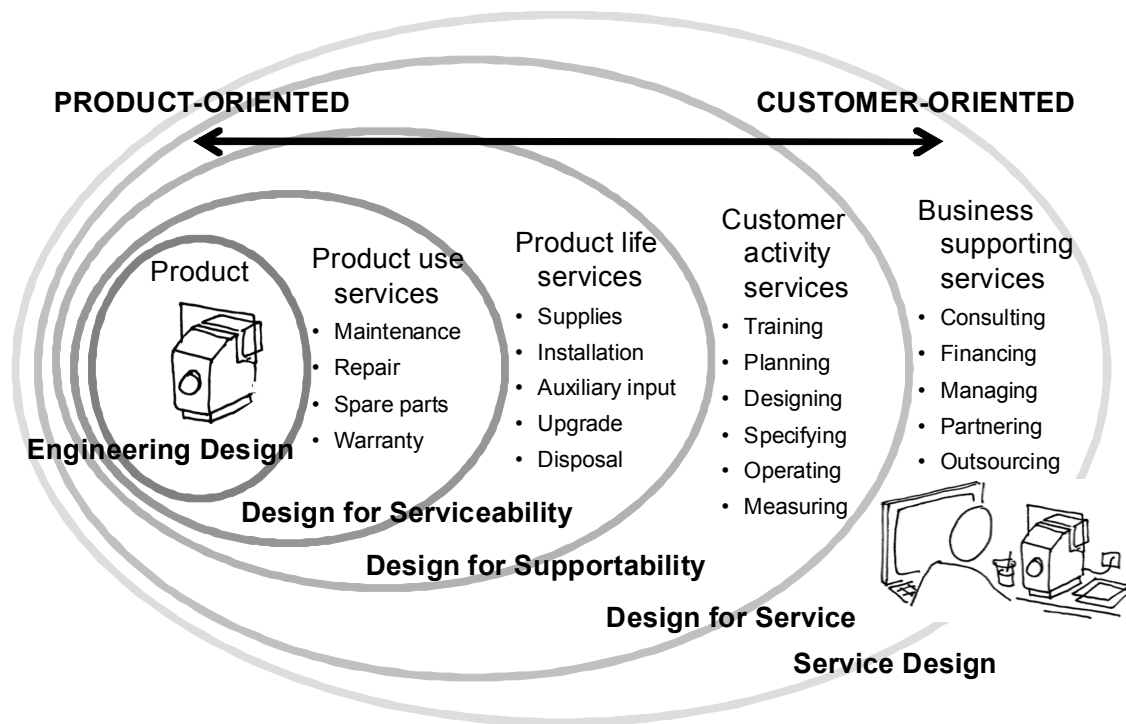 PRODUCT-ORIENTED
CUSTOMER-ORIENTED
Product
Engineering Design
Product use
services
• Maintenance
• Repair
• Spare parts
• Warranty
Design for Serviceability
Product life
services
• Supplies
• Installation
• Auxiliary input
• Upgrade
• Disposal
Design for Supportability
Customer
activity
services
• Training
• Planning
• Designing
• Specifying
• Operating
• Measuring
Design for Service
Business
supporting
services
• Consulting
• Financing
• Managing
• Partnering
• Outsourcing
Service Design